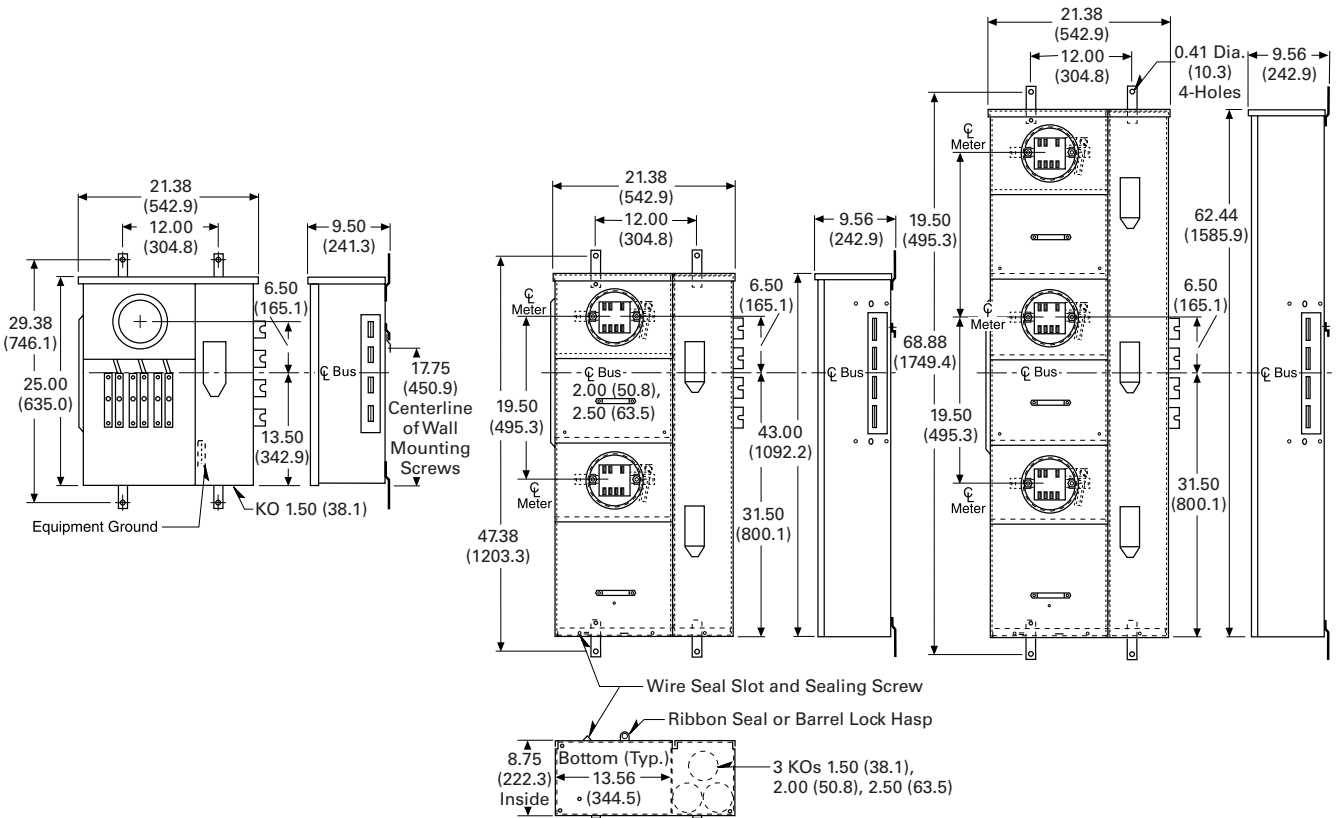 21.38
(542.9)
12.00
(304.8)
9.50
(241.3)
6.50
(165.1)
29.38
(746.1)
25.00
(635.0)
℄ Bus
17.75
(450.9)
Centerline
of Wall
Mounting
Screws
13.50
(342.9)
KO 1.50 (38.1)
Equipment Ground
21.38
(542.9)
12.00
(304.8)
9.56
(242.9)
℄
Meter
6.50
(165.1)
℄ Bus
2.00 (50.8),
2.50 (63.5)
℄ Bus
19.50
(495.3)
43.00
(1092.2)
℄
Meter
47.38
(1203.3)
31.50
(800.1)
21.38
(542.9)
12.00
(304.8)
0.41 Dia.
(10.3)
4-Holes
9.56
(242.9)
℄
Meter
19.50
(495.3)
62.44
(1585.9)
℄
Meter
6.50
(165.1)
68.88
(1749.4)
℄ Bus
℄ Bus
19.50
(495.3)
℄
Meter
31.50
(800.1)
Wire Seal Slot and Sealing Screw
Ribbon Seal or Barrel Lock Hasp
8.75
(222.3)
Inside
Bottom (Typ.)
13.56
(344.5)
3 KOs 1.50 (38.1),
2.00 (50.8), 2.50 (63.5)